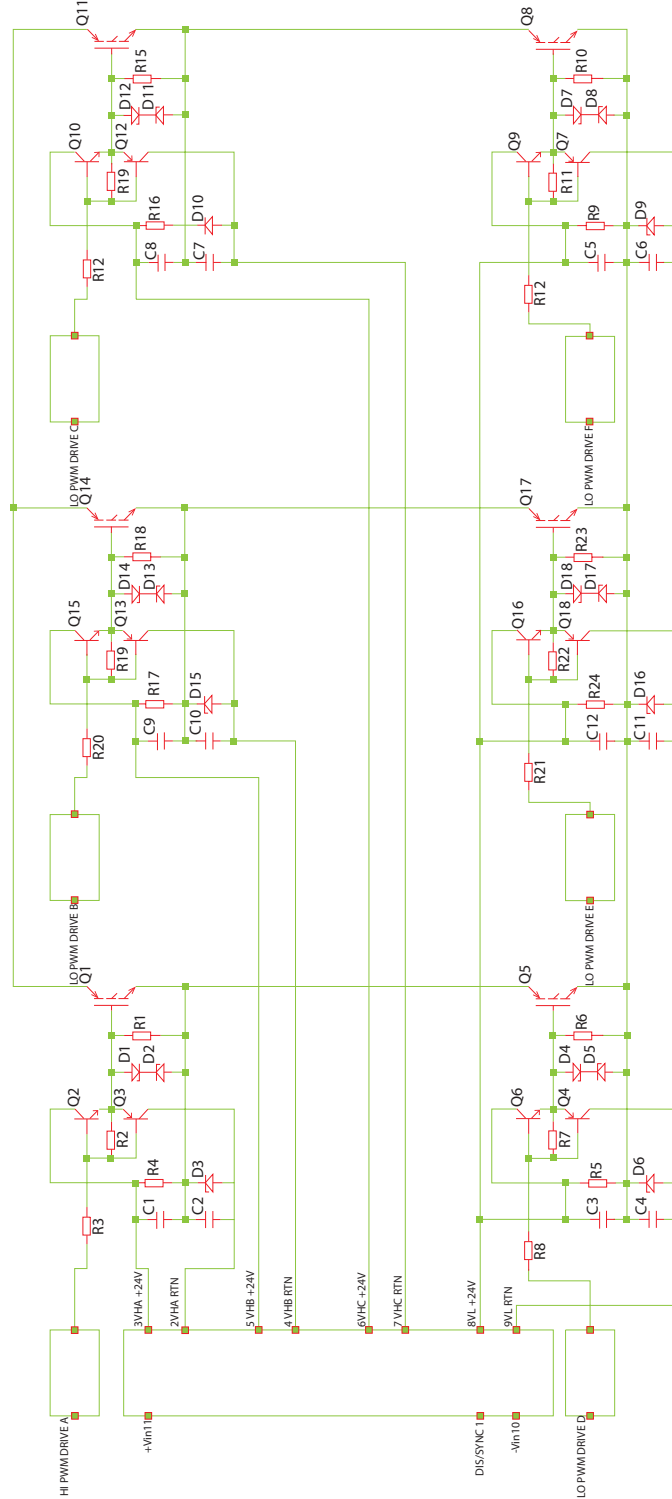 Q11
R15
D12
D11
Q10
Q12
R19
R16
D10
C8
C7
R12
LO PWM DRIVE C
Q8
R10
D7
D8
Q9
Q7
R11
R9
D9
C5
C6
R12
LO PWM DRIVE F
Q14
R18
D14
D13
Q15
Q13
R19
R17
D15
C9
C10
R20
LO PWM DRIVE B
Q17
R23
D18
D17
Q16
Q18
R22
R24
D16
C12
C11
R21
LO PWM DRIVE E
Q1
R1
D1
D2
Q2
Q3
R2
R4
D3
C1
C2
R3
HI PWM DRIVE A
Q5
R6
D4
D5
Q6
Q4
R7
R5
D6
C3
C4
R8
LO PWM DRIVE D
3VHA +24V
2VHA RTN
5 VHB +24V
4 VHB RTN
6VHC +24V
7 VHC RTN
8VL +24V
9VL RTN
+Vin11
DIS/SYNC 1
-Vin10